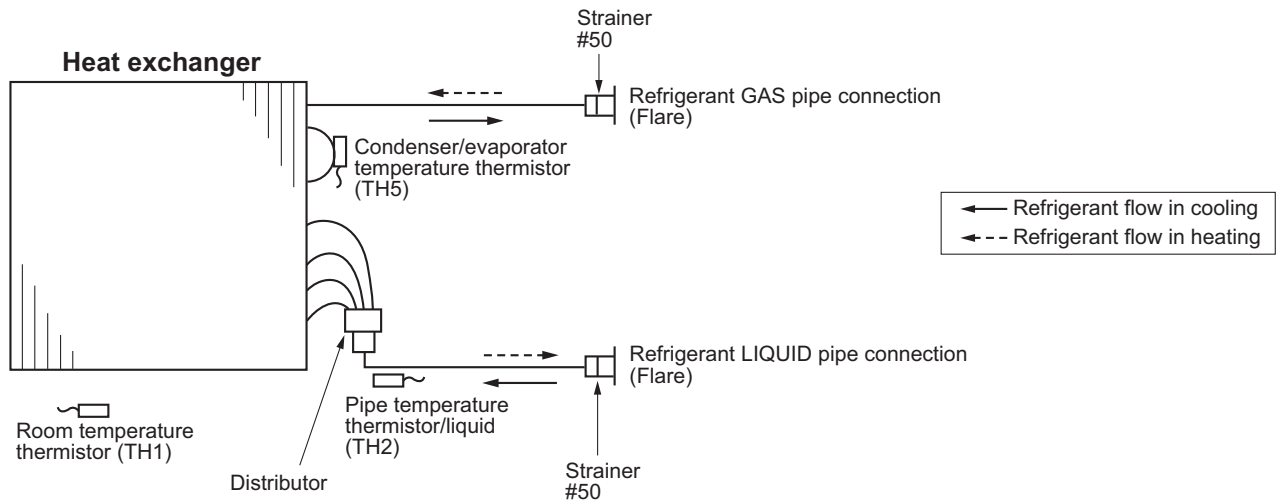 Strainer
#50
Heat exchanger
Refrigerant GAS pipe connection
(Flare)
Condenser/evaporator
temperature thermistor
(TH5)
Refrigerant flow in cooling
Refrigerant flow in heating
Refrigerant LIQUID pipe connection
(Flare)
Pipe temperature
thermistor/liquid
(TH2)
Room temperature
thermistor (TH1)
Distributor
Strainer
#50